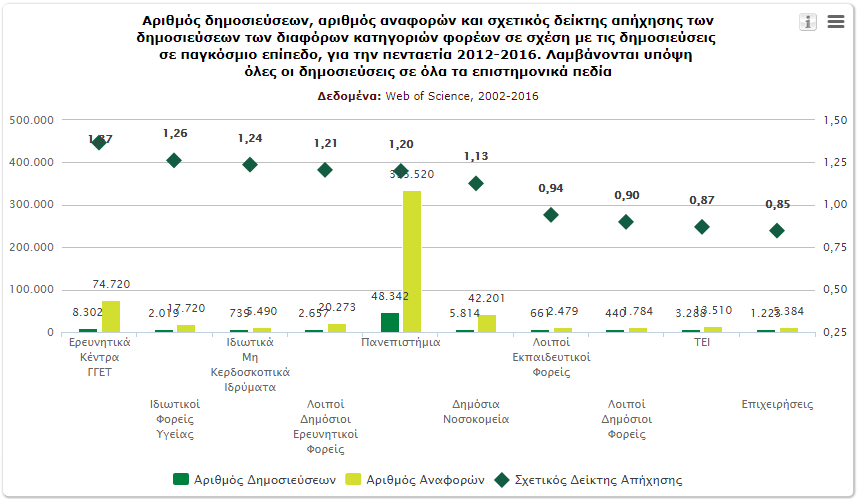 Αριθμός δημοσιεύσεων, αριθμός αναφορών και σχετικός δείκτης απήχησης των
δημοσιεύσεων των διαφόρων κατηγοριών φορέων σε σχέση με τις δημοσιεύσεις
σε παγκόσμιο επίπεδο, για την πενταετία 2012-2016. Λαμβάνονται υπόψη
όλες οι δημοσιεύσεις σε όλα τα επιστημονικά πεδία
Δεδομένα: Web of Science, 2002-2016
500.000
400.000
300.000
200.000
100.000
0
1,50
1,25
1,00
0,75
0,50
0,25
1,37 1,26 1,24 1,21 1,20 1,13 0,94 0,90 0,87 0,85
8.302 74.720
2.019 17.720
739 5.490
2.657 20.273
48.342
5.814 42.201
661 2.479
440 1.784
3.288 13.510
1.223 5.384
Ερευνητικά
Κέντρα
ΓΓΕΤ
Ιδιωτικοί
Φορείς
Υγείας
Ιδιωτικά
Μη
Κερδοσκοπικά
Ιδρύματα
Λοιποί
Δημόσιοι
Ερευνητικοί
Φορείς
Πανεπιστήμια
Δημόσια
Νοσοκομεία
Λοιποί
Εκπαιδευτικοί
Φορείς
Λοιποί
Δημόσιοι
Φορείς
ΤΕΙ
Επιχειρήσεις
Αριθμός Δημοσιεύσεων Αριθμός Αναφορών Σχετικός Δείκτης Απήχησης